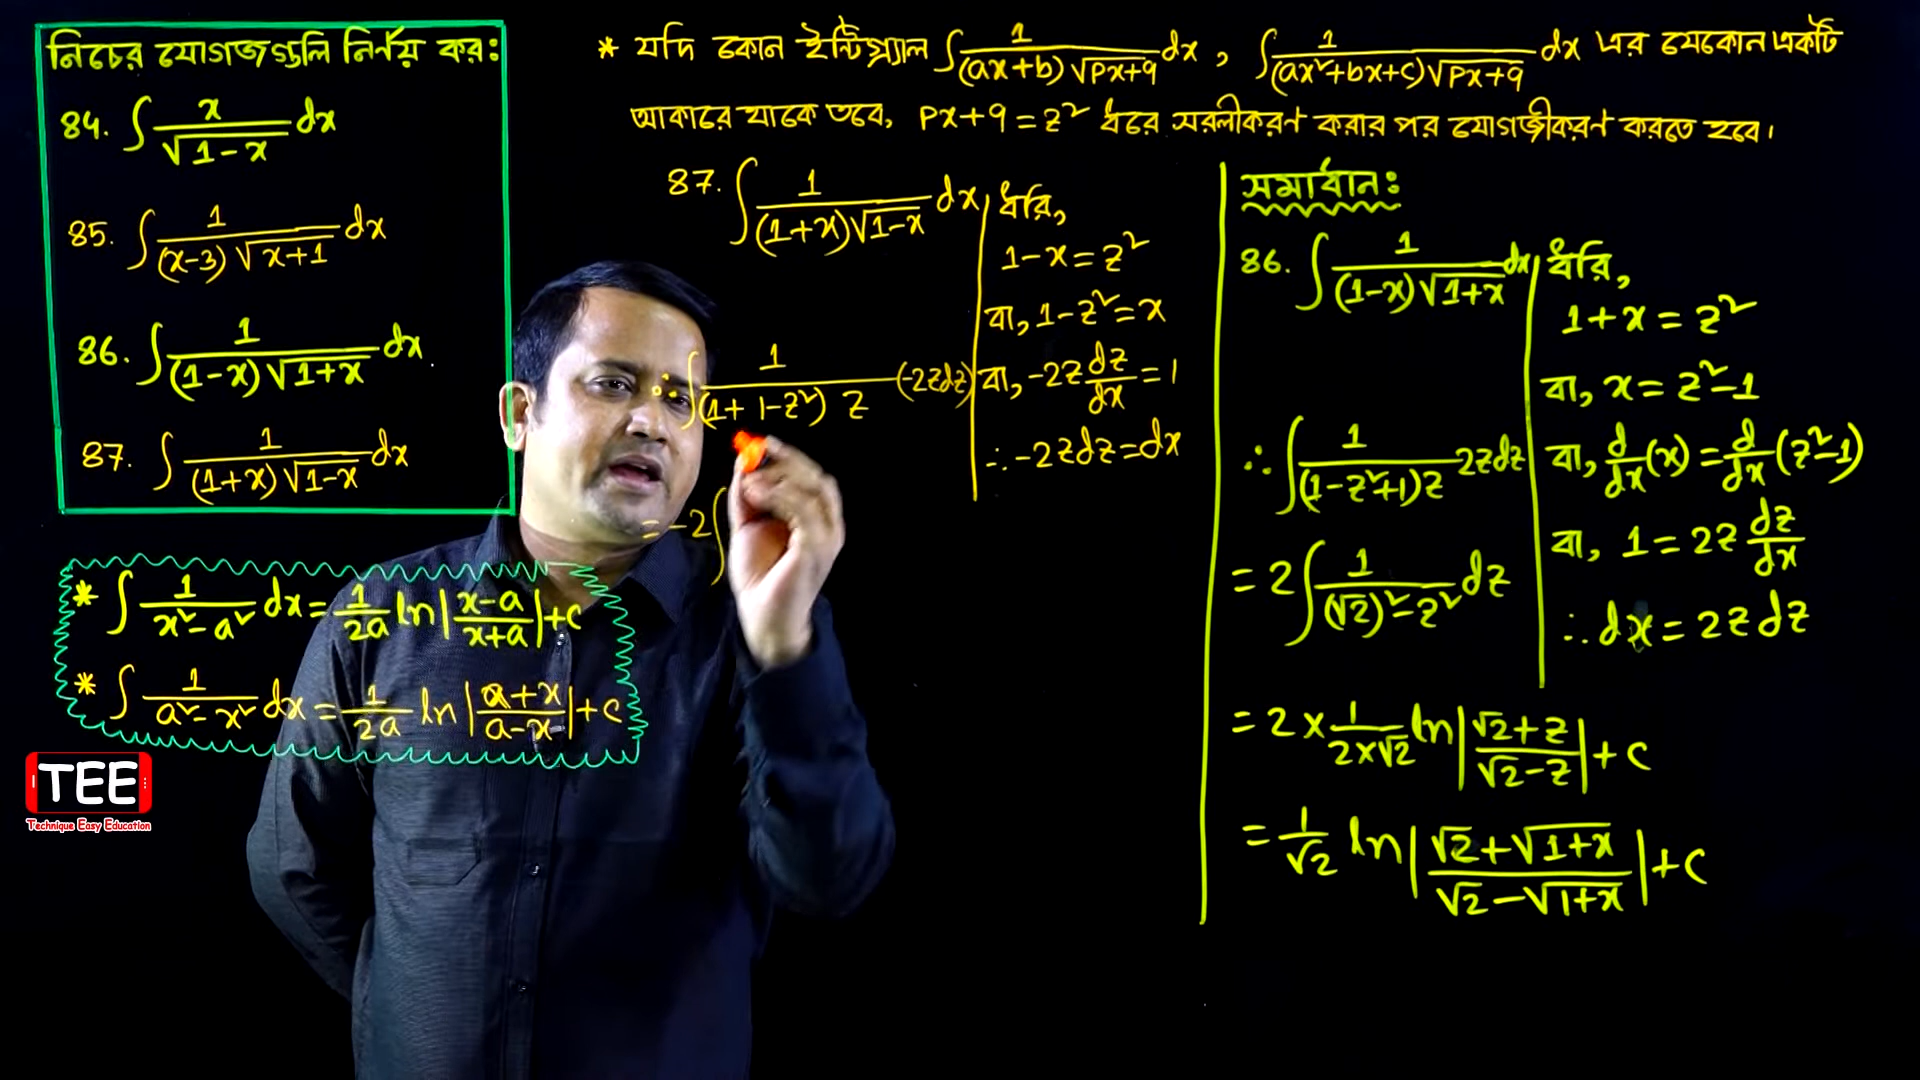 নিচের যোগজগুলি নির্ণয় কর:
84. ∫ x/√(1-x) dx
85. ∫ 1/((x-3)√(x+1)) dx
86. ∫ 1/((1-x)√(1+x)) dx
87. ∫ 1/((1+x)√(1-x)) dx
* ∫ 1/(x²-a²) dx = 1/2a ln|(x-a)/(x+a)| + c
* ∫ 1/(a²-x²) dx = 1/2a ln|(a+x)/(a-x)| + c
TEE
Technique Easy Education
* যদি কোন ইন্টিগ্র্যাল ∫ 1/((ax+b)√(px+q)) dx , ∫ 1/((ax²+bx+c)√(px+q)) dx এর যেকোন একটি
আকারে থাকে তবে, px+q = z² ধরে সরলীকরণ করার পর যোগজীকরণ করতে হবে।
87. ∫ 1/((1+x)√(1-x)) dx
∴ ∫ 1/((1+1-z²) z) (-2zdz)
= -2∫
ধরি,
1-x = z²
বা, 1-z² = x
বা, -2z dz/dx = 1
∴ -2zdz = dx
সমাধান:
86. ∫ 1/((1-x)√(1+x)) dx
∴ ∫ 1/((1-z²+1)z) 2zdz
= 2∫ 1/((√2)²-z²) dz
= 2 × 1/(2×√2) ln|(√2+z)/(√2-z)| + c
= 1/√2 ln|(√2+√(1+x))/(√2-√(1+x))| + c
ধরি,
1+x = z²
বা, x = z²-1
বা, d/dx(x) = d/dx(z²-1)
বা, 1 = 2z dz/dx
∴ dx = 2z dz